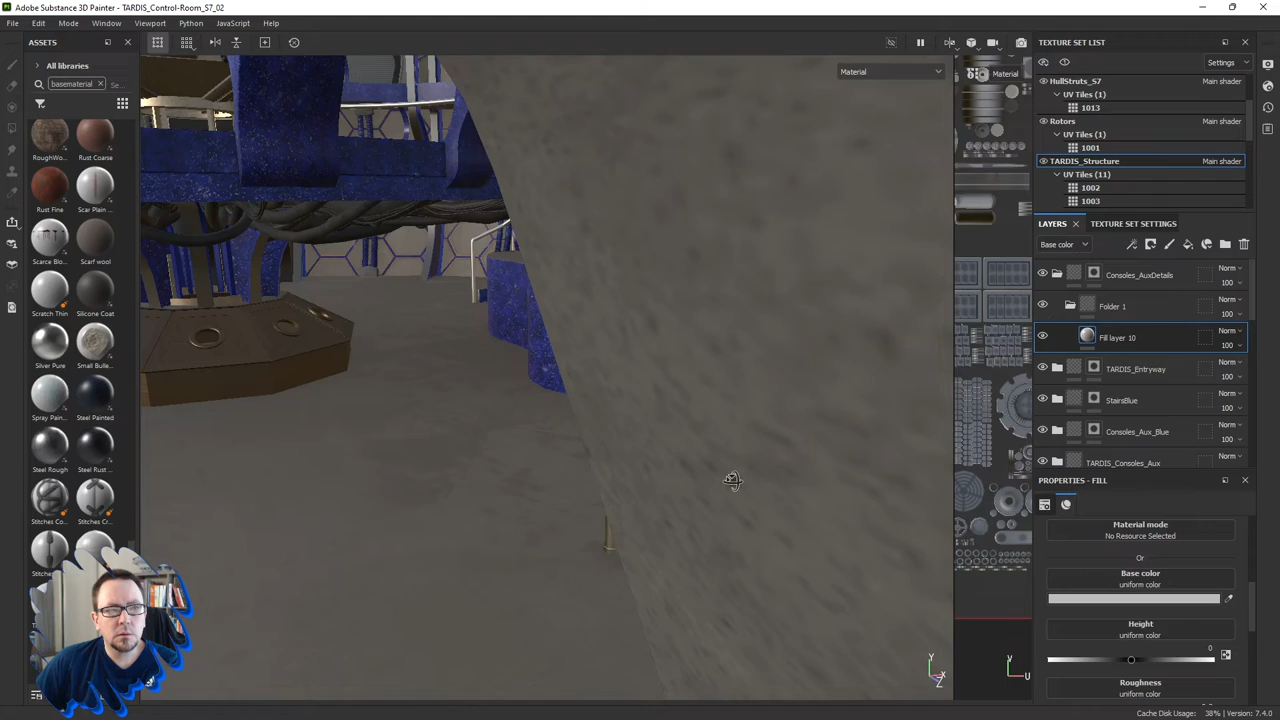 Adobe Substance 3D Painter - TARDIS_Control-Room_S7_02
File Edit Mode Window Viewport Python JavaScript Help
ASSETS
All libraries
basematerial Se...
RoughWo... Rust Coarse
Rust Fine Scar Plain ...
Scarce Blo... Scarf wool
Scratch Thin Silicone Coat
Silver Pure Small Bulle...
Spray Pain... Steel Painted
Steel Rough Steel Rust ...
Stitches Co... Stitches Cr...
Stitche
Material
Material
TEXTURE SET LIST
Settings
HullStruts_S7 Main shader
UV Tiles (1)
1013
Rotors Main shader
UV Tiles (1)
1001
TARDIS_Structure Main shader
UV Tiles (11)
1002
1003
LAYERS TEXTURE SET SETTINGS
Base color
Consoles_AuxDetails Norm 100
Folder 1 Norm 100
Fill layer 10 Norm 100
TARDIS_Entryway Norm 100
StairsBlue Norm 100
Consoles_Aux_Blue Norm 100
TARDIS_Consoles_Aux Norm
PROPERTIES - FILL
Material mode
No Resource Selected
Or
Base color
uniform color
Height
uniform color
0
Roughness
uniform color
Y
X
Z
y
U
Cache Disk Usage: 38% | Version: 7.4.0